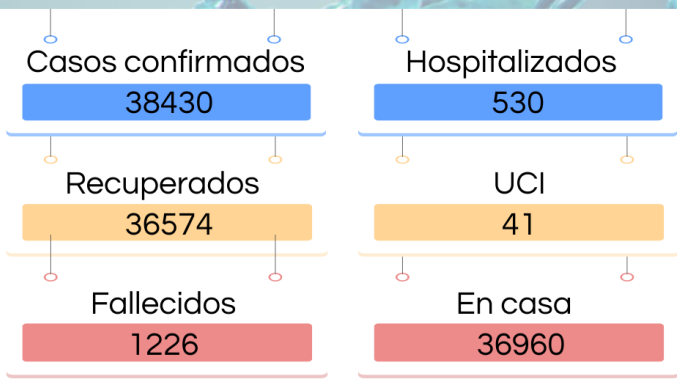 Casos confirmados
38430
Hospitalizados
530
Recuperados
36574
UCI
41
Fallecidos
1226
En casa
36960